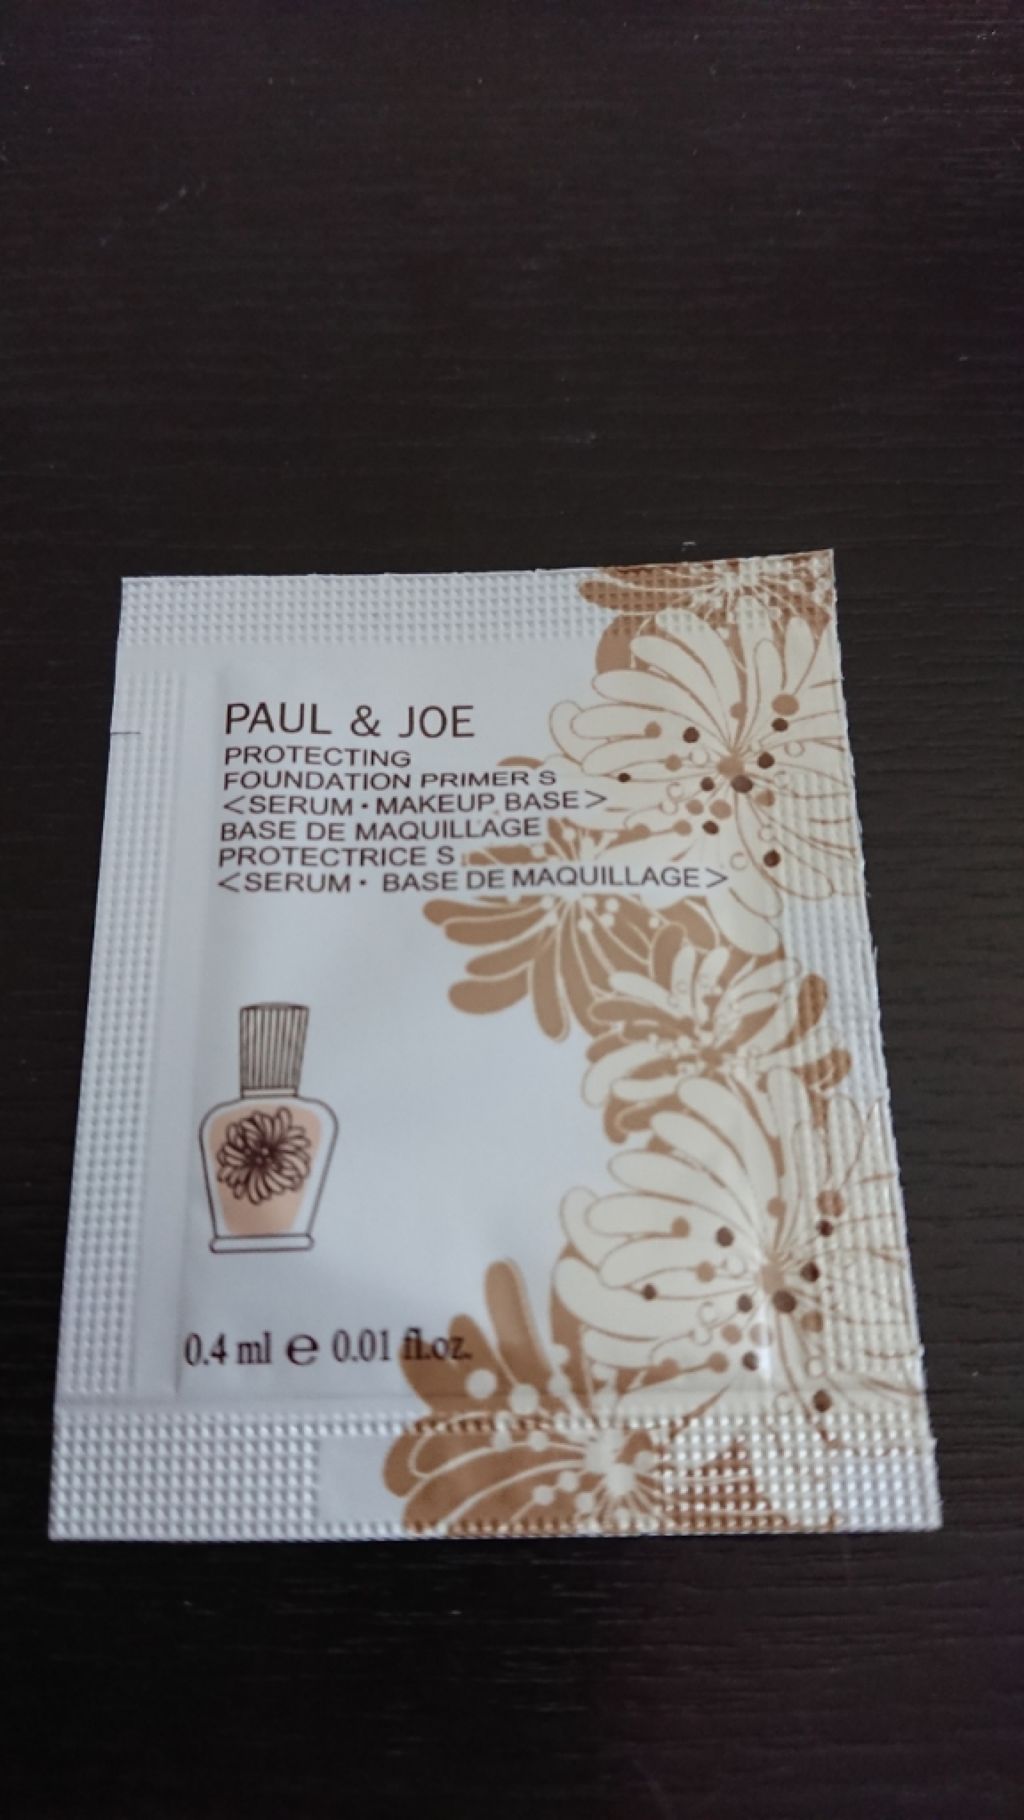 PAUL & JOE
PROTECTING
FOUNDATION PRIMER S
<SERUM・MAKEUP BASE>
BASE DE MAQUILLAGE
PROTECTRICE S
<SERUM・ BASE DE MAQUILLAGE>
0.4 ml ℮ 0.01 fl.oz.